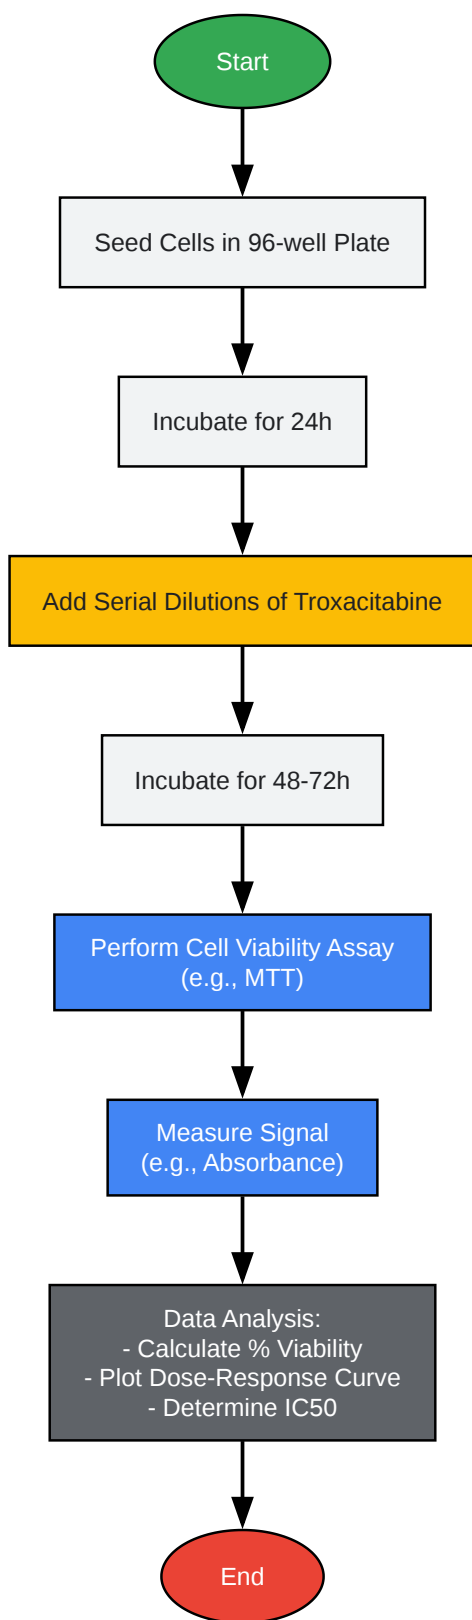 Start
Seed Cells in 96-well Plate
Incubate for 24h
Add Serial Dilutions of Troxacitabine
Incubate for 48-72h
Perform Cell Viability Assay
(e.g., MTT)
Measure Signal
(e.g., Absorbance)
Data Analysis:
- Calculate % Viability
- Plot Dose-Response Curve
- Determine IC50
End